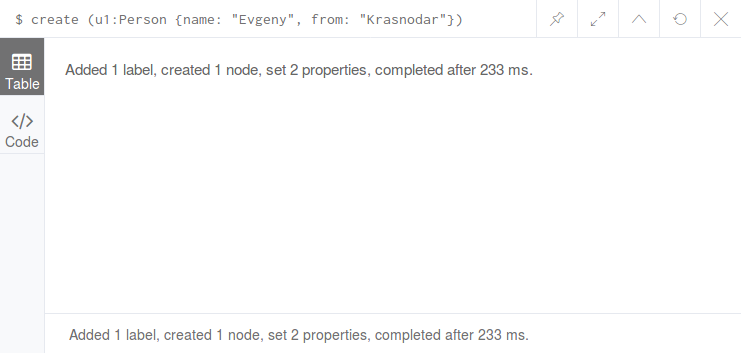 $ create (u1:Person {name: "Evgeny", from: "Krasnodar"})
Table
Added 1 label, created 1 node, set 2 properties, completed after 233 ms.
</> 
Code
Added 1 label, created 1 node, set 2 properties, completed after 233 ms.